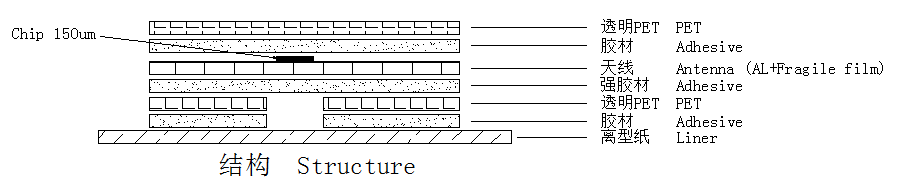 透明PET PET
Chip 150um
胶材 Adhesive
天线 Antenna (AL+Fragile film)
强胶材 Adhesive
透明PET PET
胶材 Adhesive
离型纸 Liner
结构 Structure